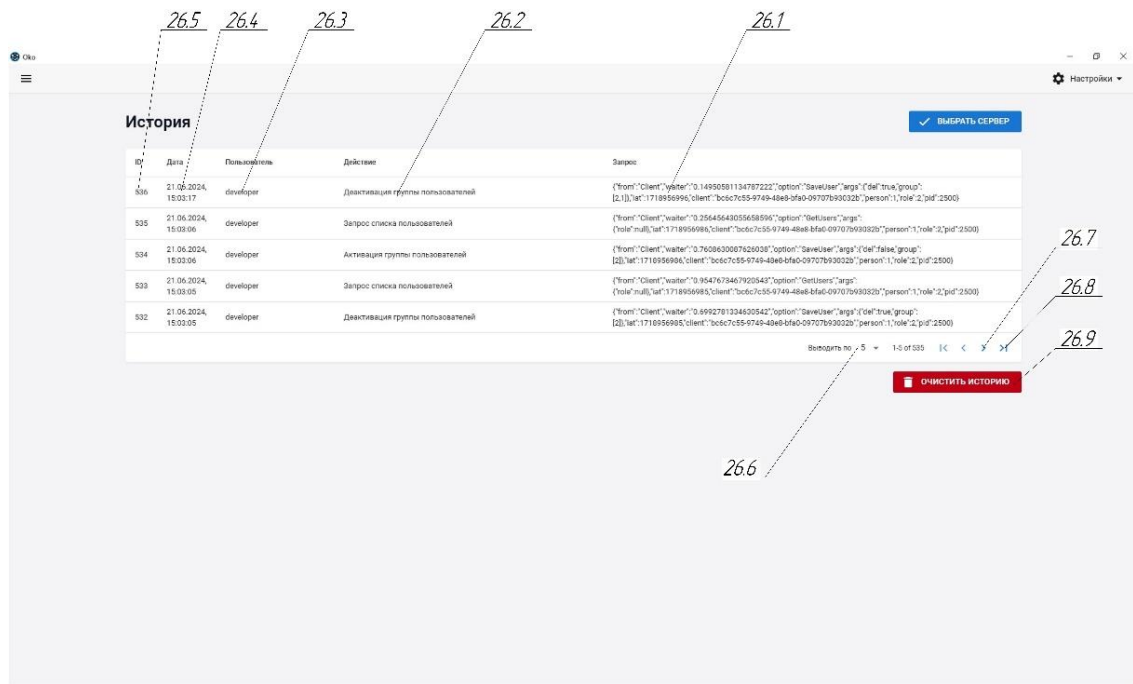 26.5 26.4 26.3 26.2 26.1
Oko
Настройки
История
ВЫБРАТЬ СЕРВЕР
ID Дата Пользователь Действие Запрос
536 21.06.2024, 15:03:17 developer Деактивация группы пользователей {"from":"Client","waiter":"0.14950581134787222","option":"SaveUser","args":{"del":true,"group":
[2,1]},"iat":1718956996,"client":"bc6c7c55-9749-48e8-bfa0-09707b93032b","person":1,"role":2,"pid":2500}
535 21.06.2024, 15:03:06 developer Запрос списка пользователей {"from":"Client","waiter":"0.25645643055658596","option":"GetUsers","args":
{"role":null},"iat":1718956986,"client":"bc6c7c55-9749-48e8-bfa0-09707b93032b","person":1,"role":2,"pid":2500}
26.7
534 21.06.2024, 15:03:06 developer Активация группы пользователей {"from":"Client","waiter":"0.7608630087626038","option":"SaveUser","args":{"del":false,"group":
[2]},"iat":1718956986,"client":"bc6c7c55-9749-48e8-bfa0-09707b93032b","person":1,"role":2,"pid":2500}
533 21.06.2024, 15:03:05 developer Запрос списка пользователей {"from":"Client","waiter":"0.9547673467920543","option":"GetUsers","args":
{"role":null},"iat":1718956985,"client":"bc6c7c55-9749-48e8-bfa0-09707b93032b","person":1,"role":2,"pid":2500}
26.8
532 21.06.2024, 15:03:05 developer Деактивация группы пользователей {"from":"Client","waiter":"0.6992781334630542","option":"SaveUser","args":{"del":true,"group":
[2]},"iat":1718956985,"client":"bc6c7c55-9749-48e8-bfa0-09707b93032b","person":1,"role":2,"pid":2500}
Выводить по 5 1-5 of 535
26.9
ОЧИСТИТЬ ИСТОРИЮ
26.6